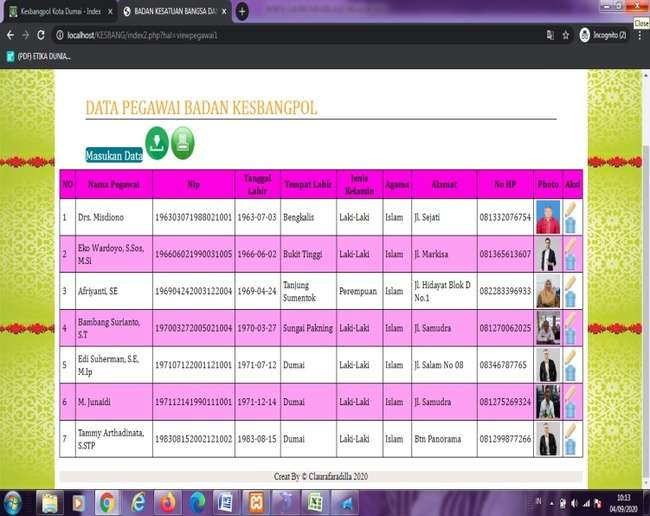 Kesbangpol Kota Dumai - Index
BADAN KESATUAN BANGSA DA
Close
localhost/KESBANG/index2.php?hal=viewpegawai1
Incognito (2)
(PDF) ETIKA DUNIA...
DATA PEGAWAI BADAN KESBANGPOL
Masukan Data
NO Nama Pegawai Nip Tanggal Lahir Tempat Lahir Jenis Kelamin Agama Alamat No HP Photo Aksi
1 Drs. Misdiono 196303071988021001 1963-07-03 Bengkalis Laki-Laki Islam Jl. Sejati 081332076754
2 Eko Wardoyo, S.Sos, M.Si 196606021990031005 1966-06-02 Bukit Tinggi Laki-Laki Islam Jl. Markisa 081365613607
3 Afriyanti, SE 196904242003122004 1969-04-24 Tanjung Sumentok Perempuan Islam Jl. Hidayat Blok D No.1 082283396933
4 Bambang Surianto, S.T 197003272005021004 1970-03-27 Sungai Pakning Laki-Laki Islam Jl. Samudra 081270062025
5 Edi Suherman, S.E, M.Ip 197107122001121001 1971-07-12 Dumai Laki-Laki Islam Jl. Salam No 08 08346787765
6 M. Junaidi 197112141990111001 1971-12-14 Dumai Laki-Laki Islam Jl. Samudra 081275269324
7 Tammy Arthadinata, S.STP 198308152002121002 1983-08-15 Dumai Laki-Laki Islam Btn Panorama 081299877266
Creat By © Claurafaradilla 2020
IN
10:13
04/09/2020